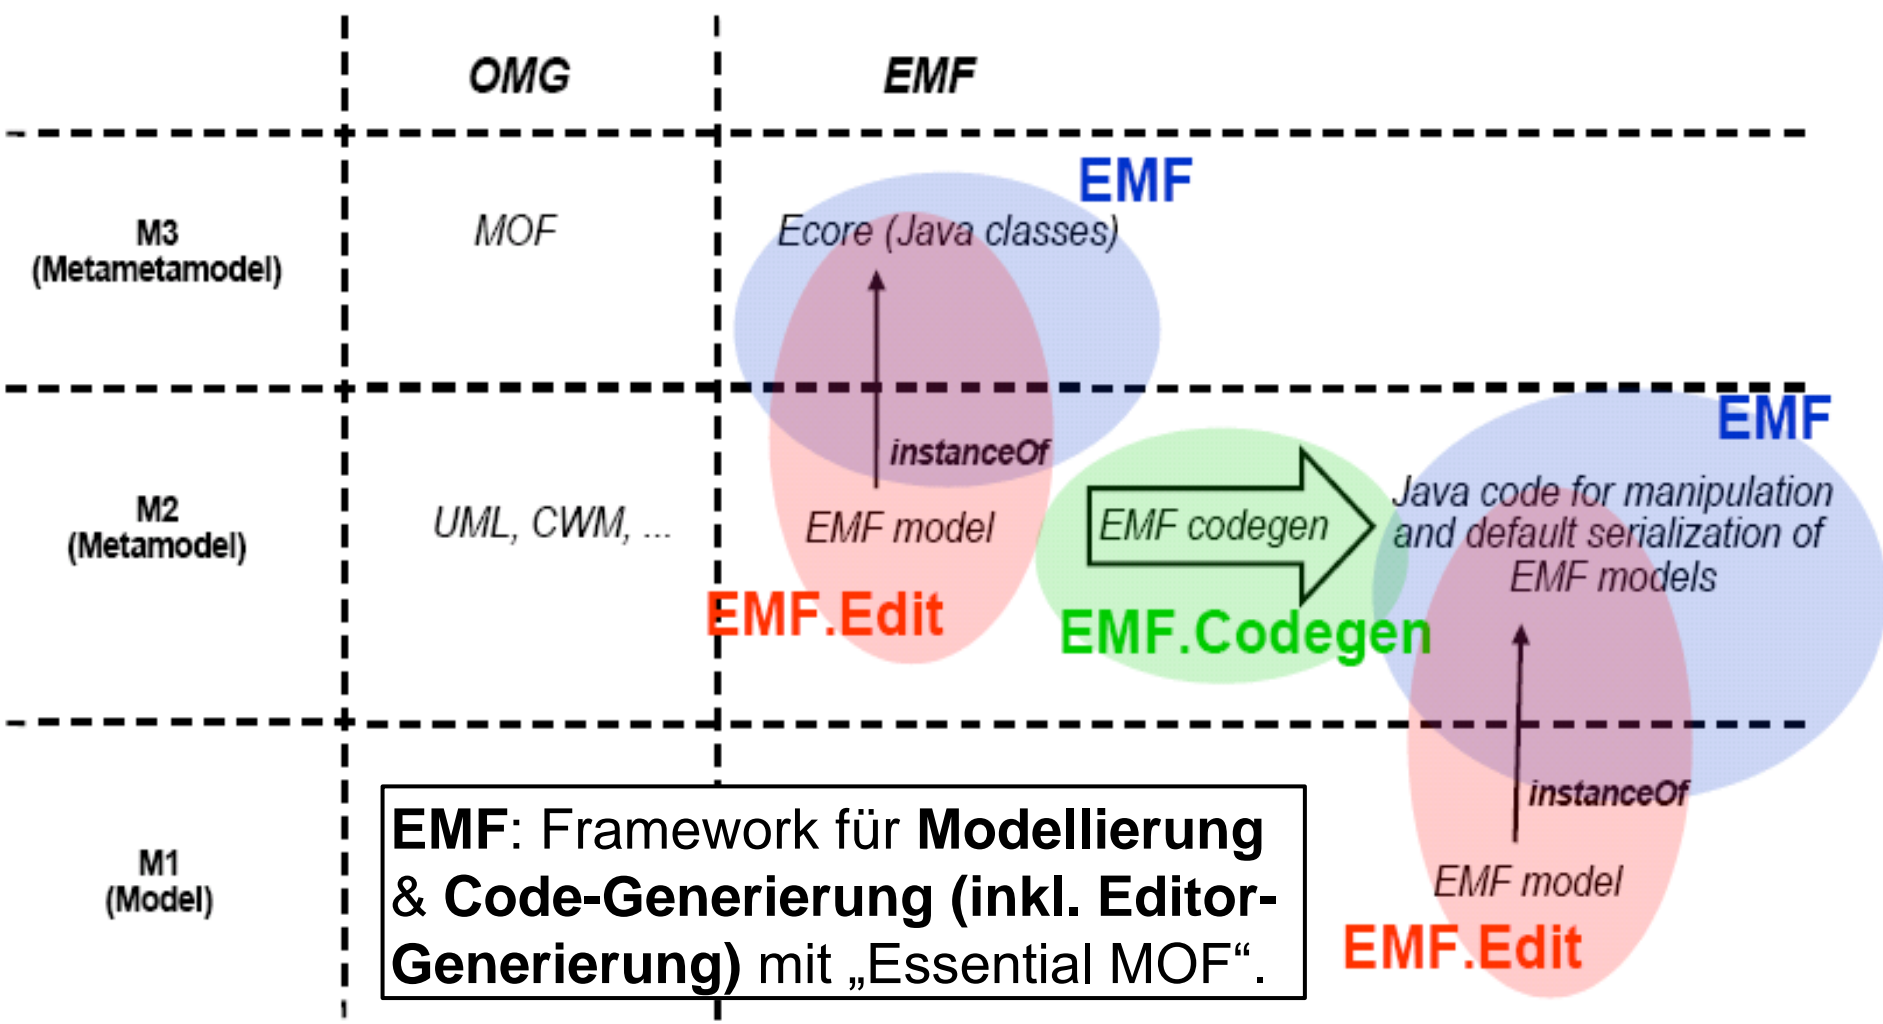 OMG
EMF
EMF
M3
(Metametamodel)
MOF
Ecore (Java classes)
instanceOf
EMF
M2
(Metamodel)
UML, CWM, ...
EMF model
EMF codegen
Java code for manipulation
and default serialization of
EMF models
EMF.Edit
EMF.Codegen
instanceOf
M1
(Model)
EMF: Framework für Modellierung
& Code-Generierung (inkl. Editor-
Generierung) mit „Essential MOF“.
EMF model
EMF.Edit